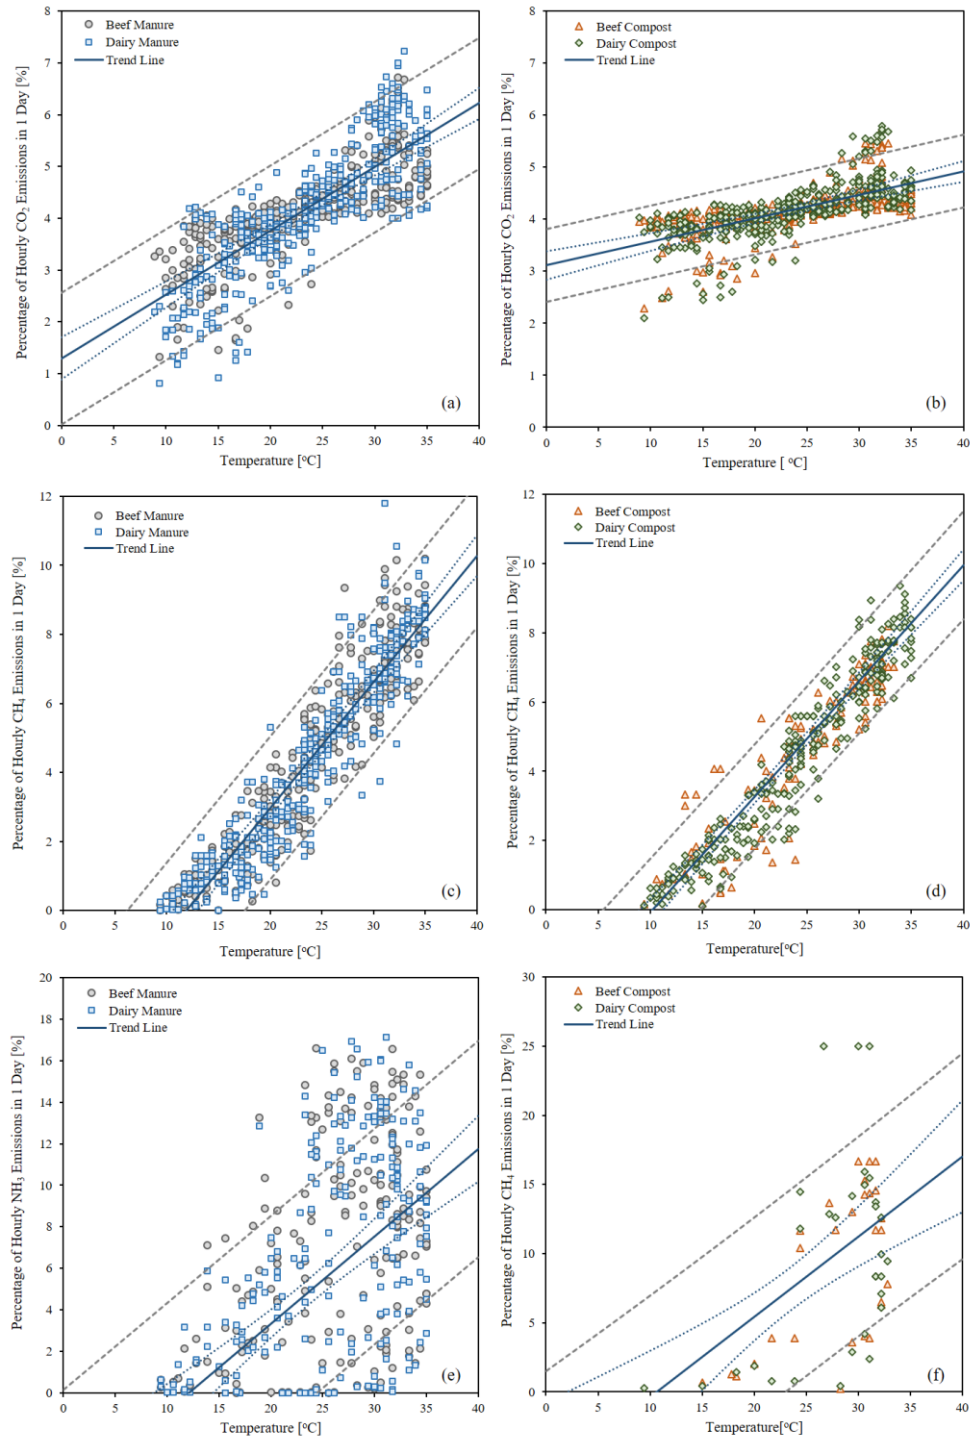 Percentage of Hourly CO2 Emissions in 1 Day [%]
8
7
6
5
4
3
2
1
0
Beef Manure
Dairy Manure
Trend Line
(a)
0
5
10
15
20
25
30
35
40
Temperature [°C]
Percentage of Hourly CO2 Emissions in 1 Day [%]
8
7
6
5
4
3
2
1
0
Beef Compost
Dairy Compost
Trend Line
(b)
0
5
10
15
20
25
30
35
40
Temperature [ °C]
Percentage of Hourly CH4 Emissions in 1 Day [%]
12
10
8
6
4
2
0
Beef Manure
Dairy Manure
Trend Line
(c)
0
5
10
15
20
25
30
35
40
Temperature [°C]
Percentage of Hourly CH4 Emissions in 1 Day [%]
12
10
8
6
4
2
0
Beef Compost
Dairy Compost
Trend Line
(d)
0
5
10
15
20
25
30
35
40
Temperature[°C]
Percentage of Hourly NH3 Emissions in 1 Day [%]
20
18
16
14
12
10
8
6
4
2
0
Beef Manure
Dairy Manure
Trend Line
(e)
0
5
10
15
20
25
30
35
40
Temperature [°C]
Percentage of Hourly CH4 Emissions in 1 Day [%]
30
25
20
15
10
5
0
Beef Compost
Dairy Compost
Trend Line
(f)
0
5
10
15
20
25
30
35
40
Temperature[°C]